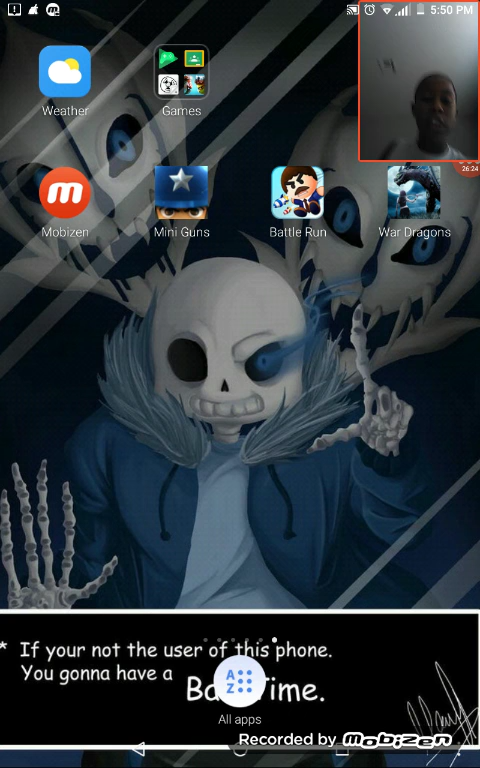 5:50 PM
Weather
Games
26:24
Mobizen
Mini Guns
Battle Run
War Dragons
* If your not the user of this phone.
You gonna have a
Time.
A
Z
All apps
Recorded by Mobizen